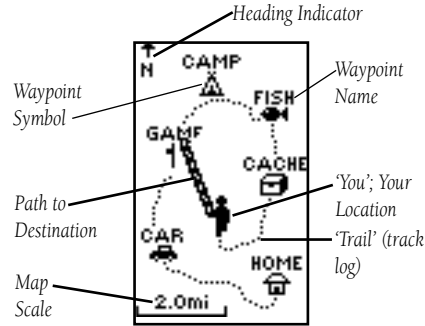 Heading Indicator
N
CAMP
Waypoint
Symbol
FISH
Waypoint
Name
GAME
CACHE
Path to
Destination
'You'; Your
Location
CAR
'Trail' (track
log)
HOME
Map
Scale
2.0mi